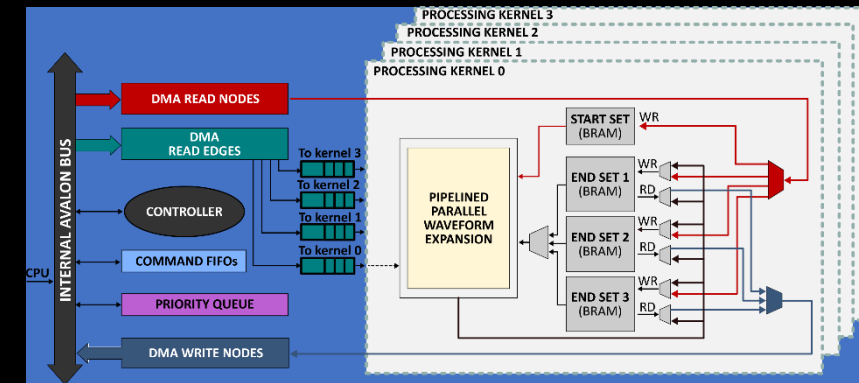 PROCESSING KERNEL 3
PROCESSING KERNEL 2
PROCESSING KERNEL 1
PROCESSING KERNEL 0
CPU
INTERNAL AVALON BUS
DMA READ NODES
DMA
READ EDGES
CONTROLLER
COMMAND FIFOs
PRIORITY QUEUE
DMA WRITE NODES
To kernel 3
To kernel 2
To kernel 1
To kernel 0
PIPELINED
PARALLEL
WAVEFORM
EXPANSION
START SET
(BRAM)
WR
END SET 1
(BRAM)
WR
RD
END SET 2
(BRAM)
WR
RD
END SET 3
(BRAM)
WR
RD